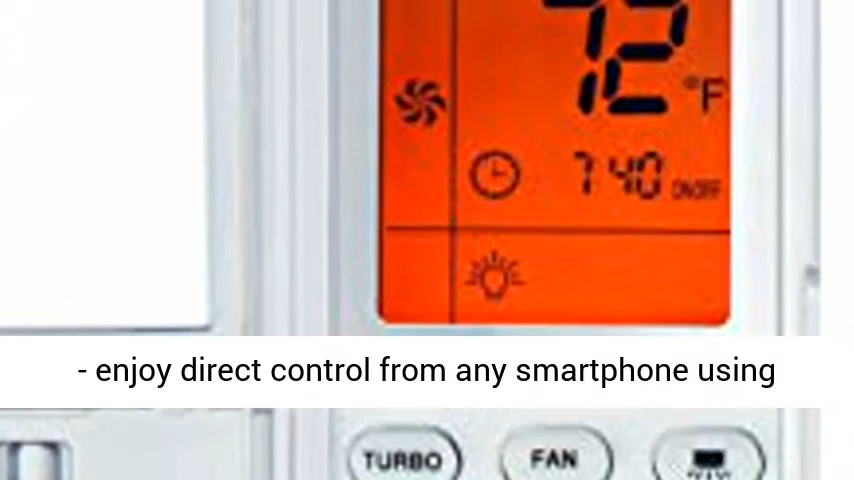 72 °F
7 40 ON/OFF
- enjoy direct control from any smartphone using
TURBO FAN